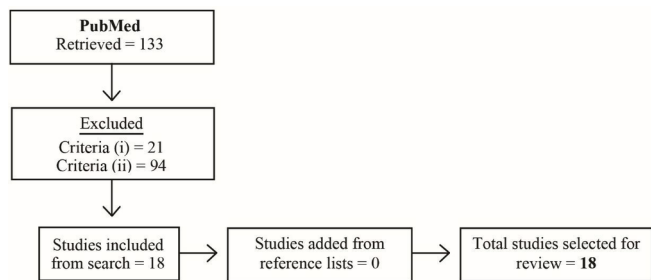 PubMed
Retrieved = 133
Excluded
Criteria (i) = 21
Criteria (ii) = 94
Studies included
from search = 18
Studies added from
reference lists = 0
Total studies selected for
review = 18